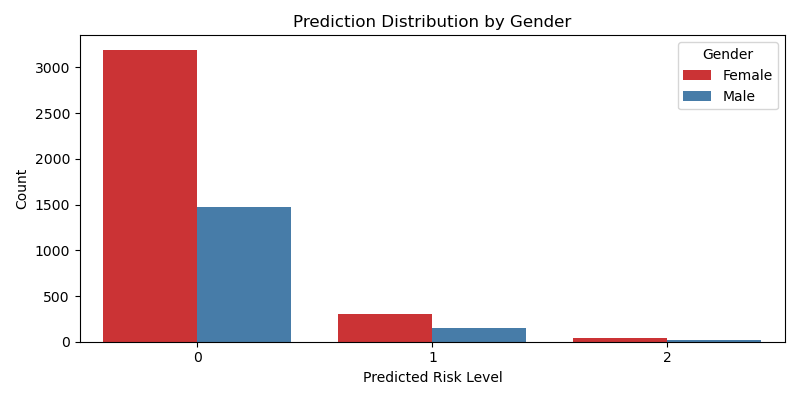 Prediction Distribution by Gender
Gender
Female
Male
Count
3000
2500
2000
1500
1000
500
0
0 1 2
Predicted Risk Level